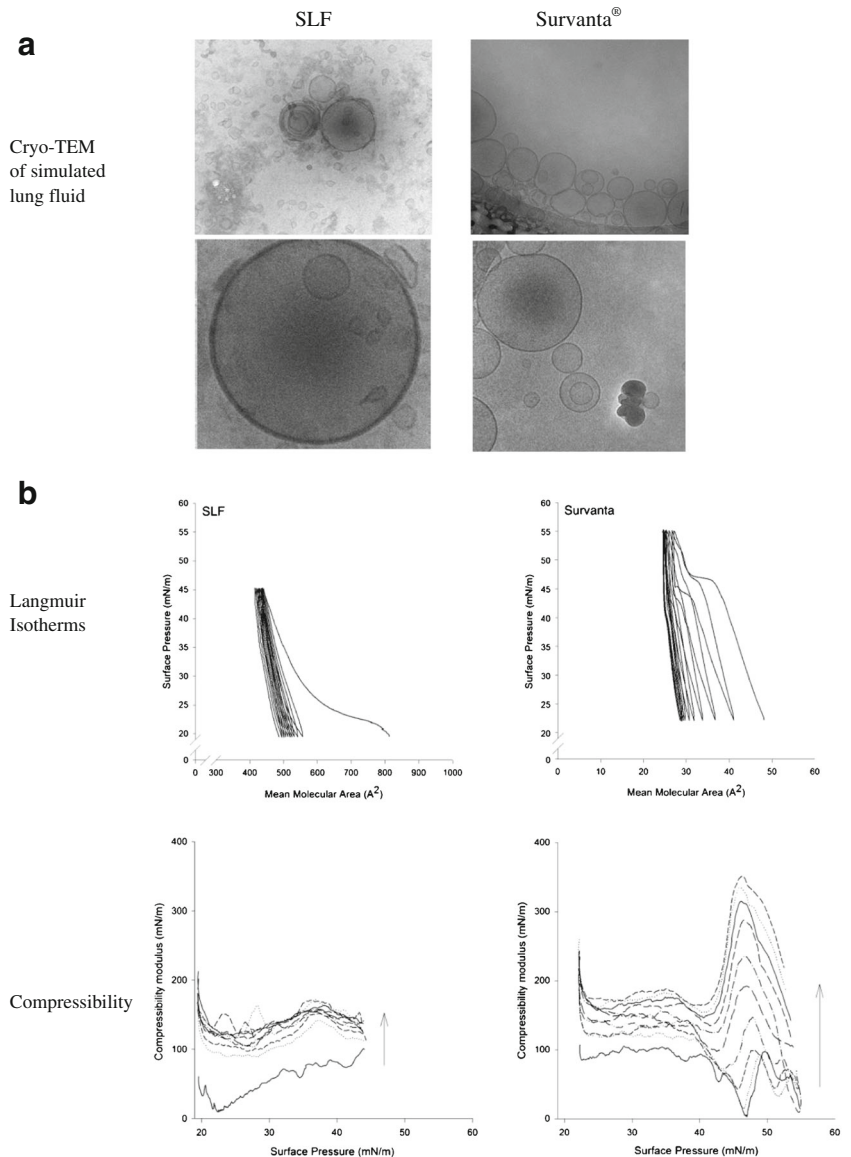 SLF
Survanta®
a
Cryo-TEM
of simulated
lung fluid
b
Langmuir
Isotherms
SLF
Surface Pressure (mN/m)
60
55
50
45
40
35
30
25
20
0
0 300 400 500 600 700 800 900 1000
Mean Molecular Area (A²)
Survanta
Surface Pressure (mN/m)
60
55
50
45
40
35
30
25
20
0
0 10 20 30 40 50 60
Mean Molecular Area (A²)
Compressibility
Compressibility modulus (mN/m)
400
300
200
100
0
20 30 40 50 60
Surface Pressure (mN/m)
Compressibility modulus (mN/m)
400
300
200
100
0
20 30 40 50 60
Surface Pressure (mN/m)